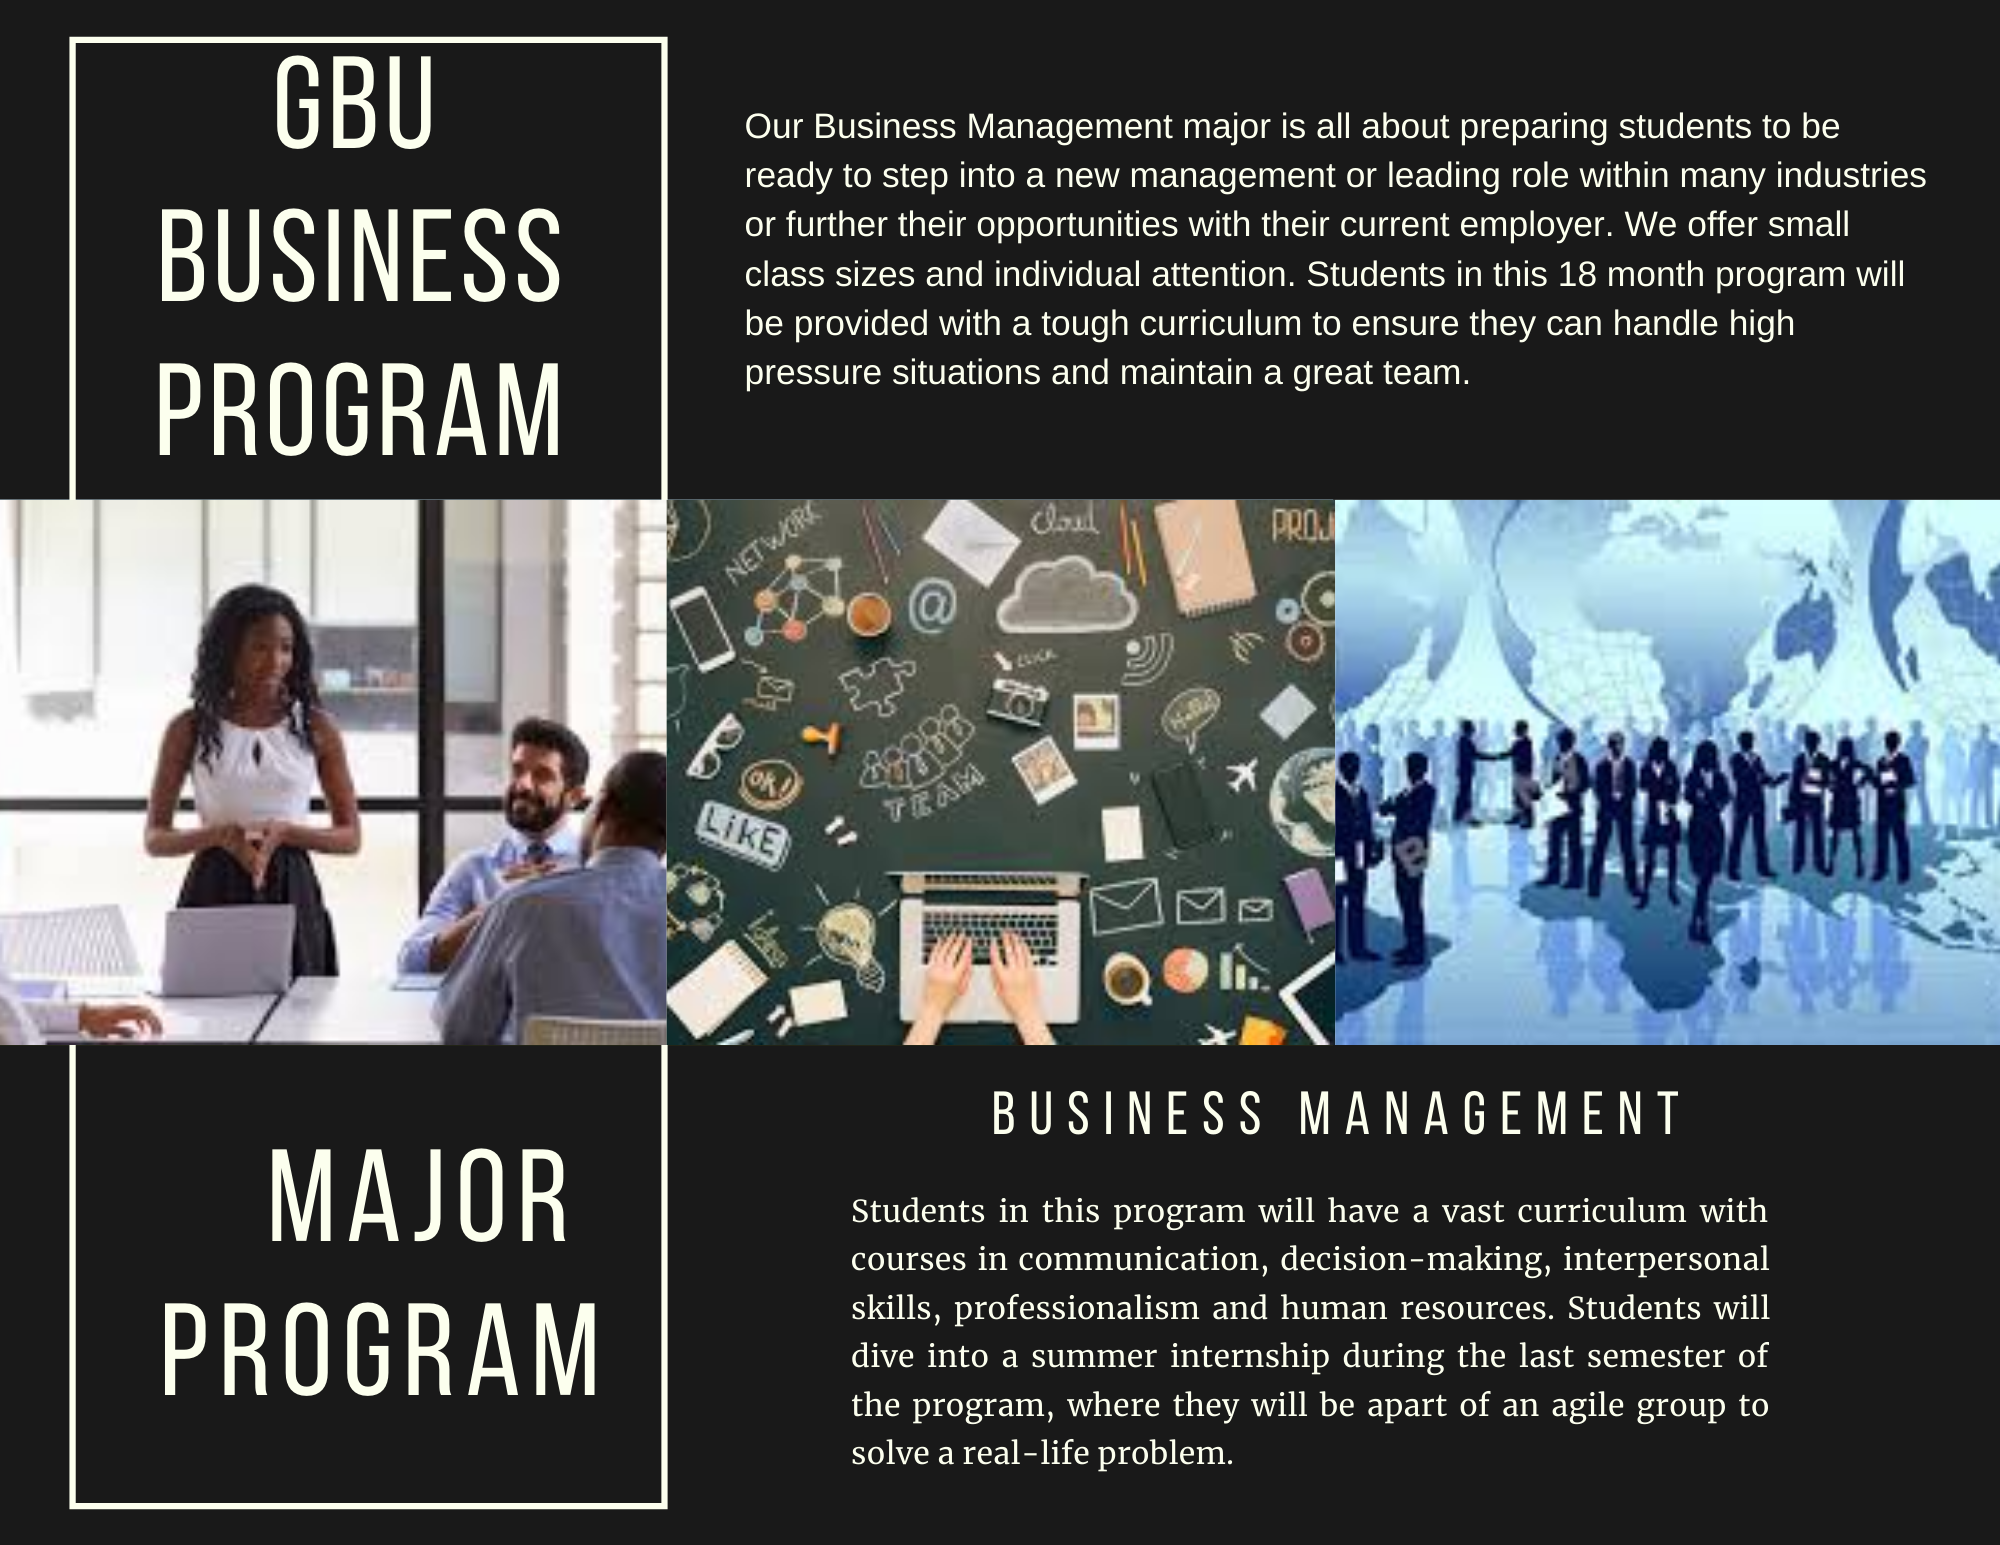 GBU
BUSINESS
PROGRAM
Our Business Management major is all about preparing students to be
ready to step into a new management or leading role within many industries
or further their opportunities with their current employer. We offer small
class sizes and individual attention. Students in this 18 month program will
be provided with a tough curriculum to ensure they can handle high
pressure situations and maintain a great team.
NETWORK
Cloud
PROJ
@
CLICK
Hello
OK!
TEAM
LIKE
Ideas
MAJOR
PROGRAM
BUSINESS MANAGEMENT
Students in this program will have a vast curriculum with
courses in communication, decision-making, interpersonal
skills, professionalism and human resources. Students will
dive into a summer internship during the last semester of
the program, where they will be apart of an agile group to
solve a real-life problem.